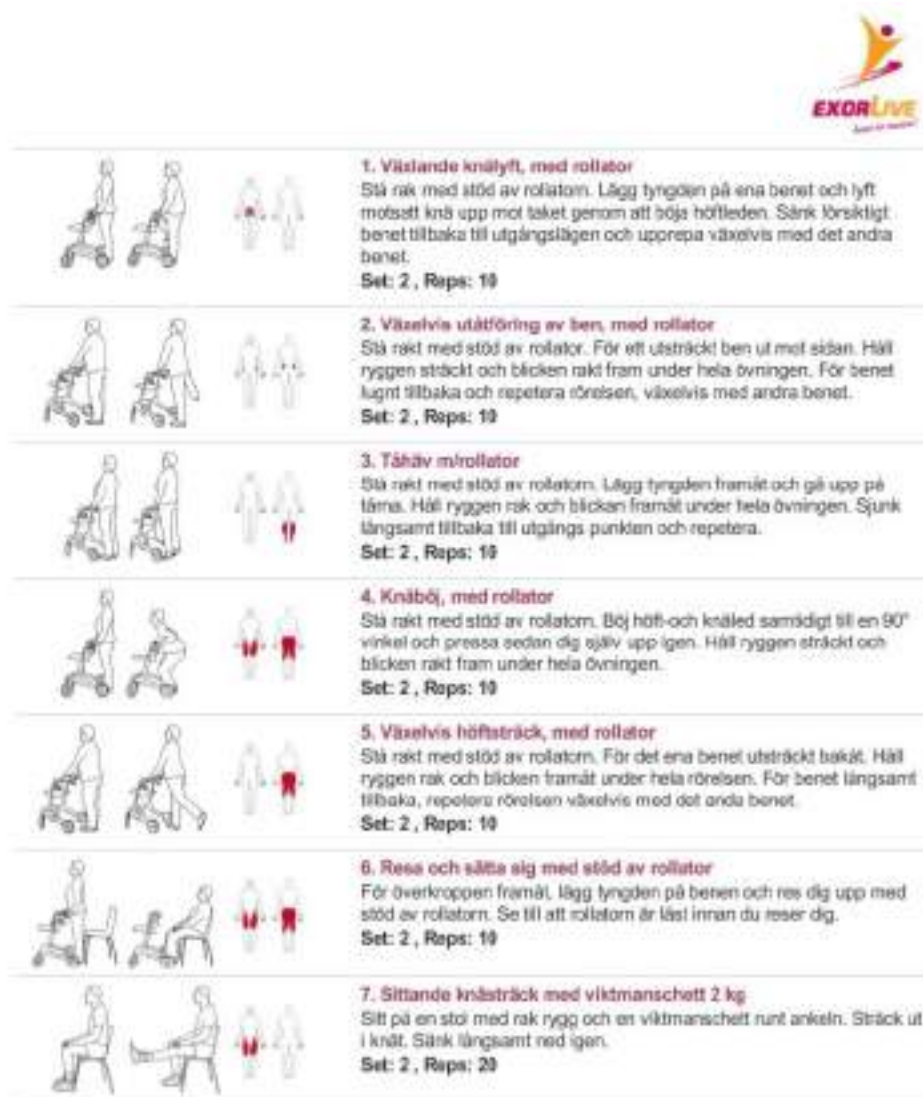 EXORLIVE
1. Växlande knälyft, med rollator
Stå rak med stöd av rollatorn. Lägg tyngden på ena benet och lyft
motsatt knä upp mot taket genom att böja höftleden. Sänk försiktigt
benet tillbaka till utgångslägen och upprepa växelvis med det andra
benet.
Set: 2 , Reps: 10
2. Växelvis utåtföring av ben, med rollator
Stå rakt med stöd av rollator. För ett utsträckt ben ut mot sidan. Håll
ryggen sträckt och blicken rakt fram under hela övningen. För benet
lugnt tillbaka och repetera rörelsen, växelvis med andra benet.
Set: 2 , Reps: 10
3. Tåhäv m/rollator
Stå rakt med stöd av rollatorn. Lägg tyngden framåt och gå upp på
tårna. Håll ryggen rak och blickan framåt under hela övningen. Sjunk
långsamt tillbaka till utgångs punkten och repetera.
Set: 2 , Reps: 10
4. Knäböj, med rollator
Stå rakt med stöd av rollatorn. Böj höft-och knäled samtidigt till en 90°
vinkel och pressa sedan dig själv upp igen. Håll ryggen sträckt och
blicken rakt fram under hela övningen.
Set: 2 , Reps: 10
5. Växelvis höftsträck, med rollator
Stå rakt med stöd av rollatorn. För det ena benet utsträckt bakåt. Håll
ryggen rak och blicken framåt under hela rörelsen. För benet långsamt
tillbaka, repetera rörelsen växelvis med det anda benet.
Set: 2 , Reps: 10
6. Resa och sätta sig med stöd av rollator
För överkroppen framåt, lägg tyngden på benen och res dig upp med
stöd av rollatorn. Se till att rollatorn är låst innan du reser dig.
Set: 2 , Reps: 10
7. Sittande knästräck med viktmanschett 2 kg
Sitt på en stol med rak rygg och en viktmanschett runt ankeln. Sträck ut
i knät. Sänk långsamt ned igen.
Set: 2 , Reps: 20